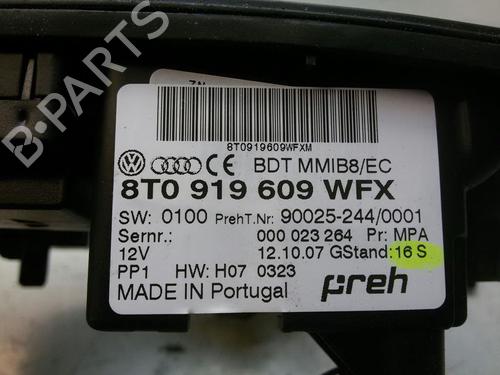 8T0919609WFXM
CE BDT MMIB8/EC
8T0 919 609 WFX
SW: 0100 PrehT.Nr: 90025-244/0001
Sernr.: 000 023 264 Pr: MPA
12V 12.10.07 GStand: 16 S
PP1 HW: H07 0323
MADE IN Portugal preh
B-PARTS